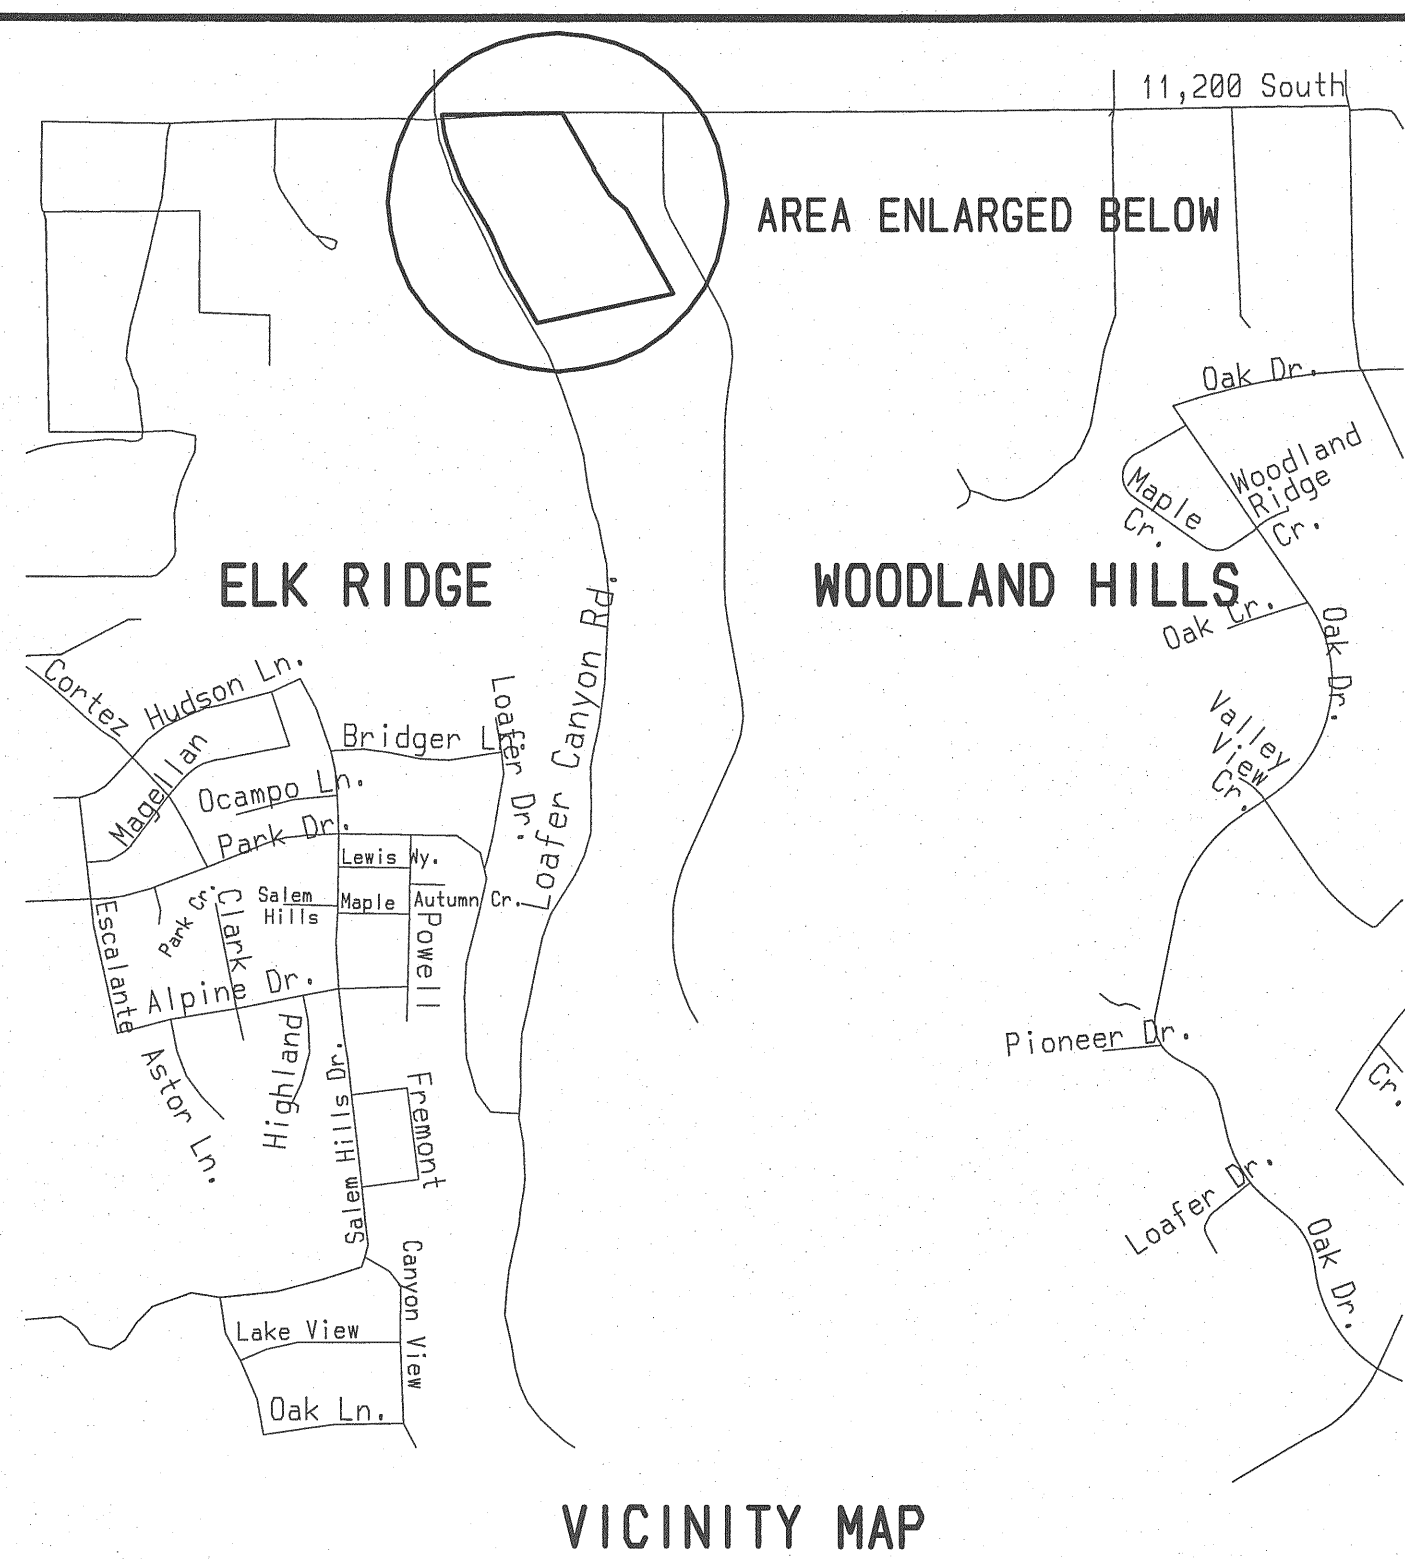 11,200 South
AREA ENLARGED BELOW
Oak Dr.
Woodland
Ridge
Cr.
Maple
Cr.
ELK RIDGE
WOODLAND HILLS
Oak Cr.
Oak Dr.
Loafer Canyon Rd.
Cortez
Hudson Ln.
Magellan
Bridger Ln.
Loafer Dr.
Valley
View
Cr.
Ocampo Ln.
Park Dr.
Lewis Wy.
Salem
Hills
Maple
Autumn Cr.
Park Cr.
Clarke
Powell
Escalante
Alpine Dr.
Pioneer Dr.
Astor Ln.
Highland
Salem Hills Dr.
Fremont
Cr.
Loafer Dr.
Oak Dr.
Canyon View
Lake View
Oak Ln.
VICINITY MAP